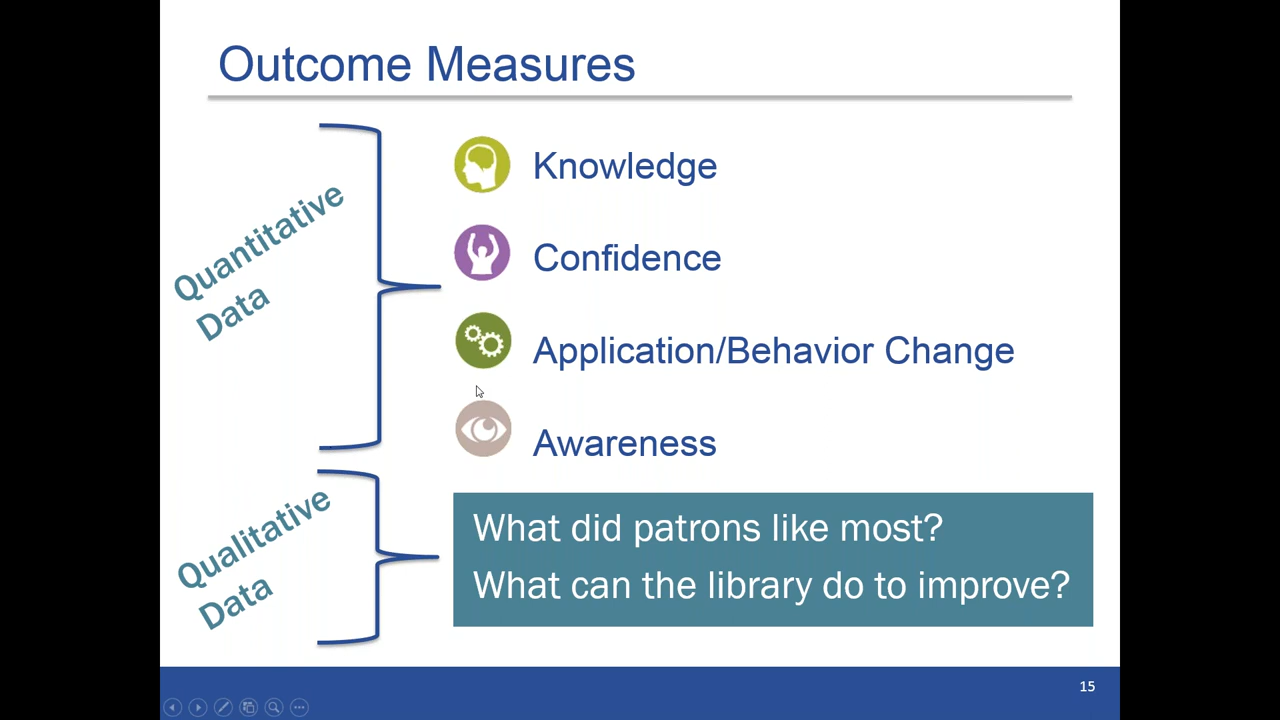 Outcome Measures
Quantitative
Data
Knowledge
Confidence
Application/Behavior Change
Awareness
Qualitative
Data
What did patrons like most?
What can the library do to improve?
15